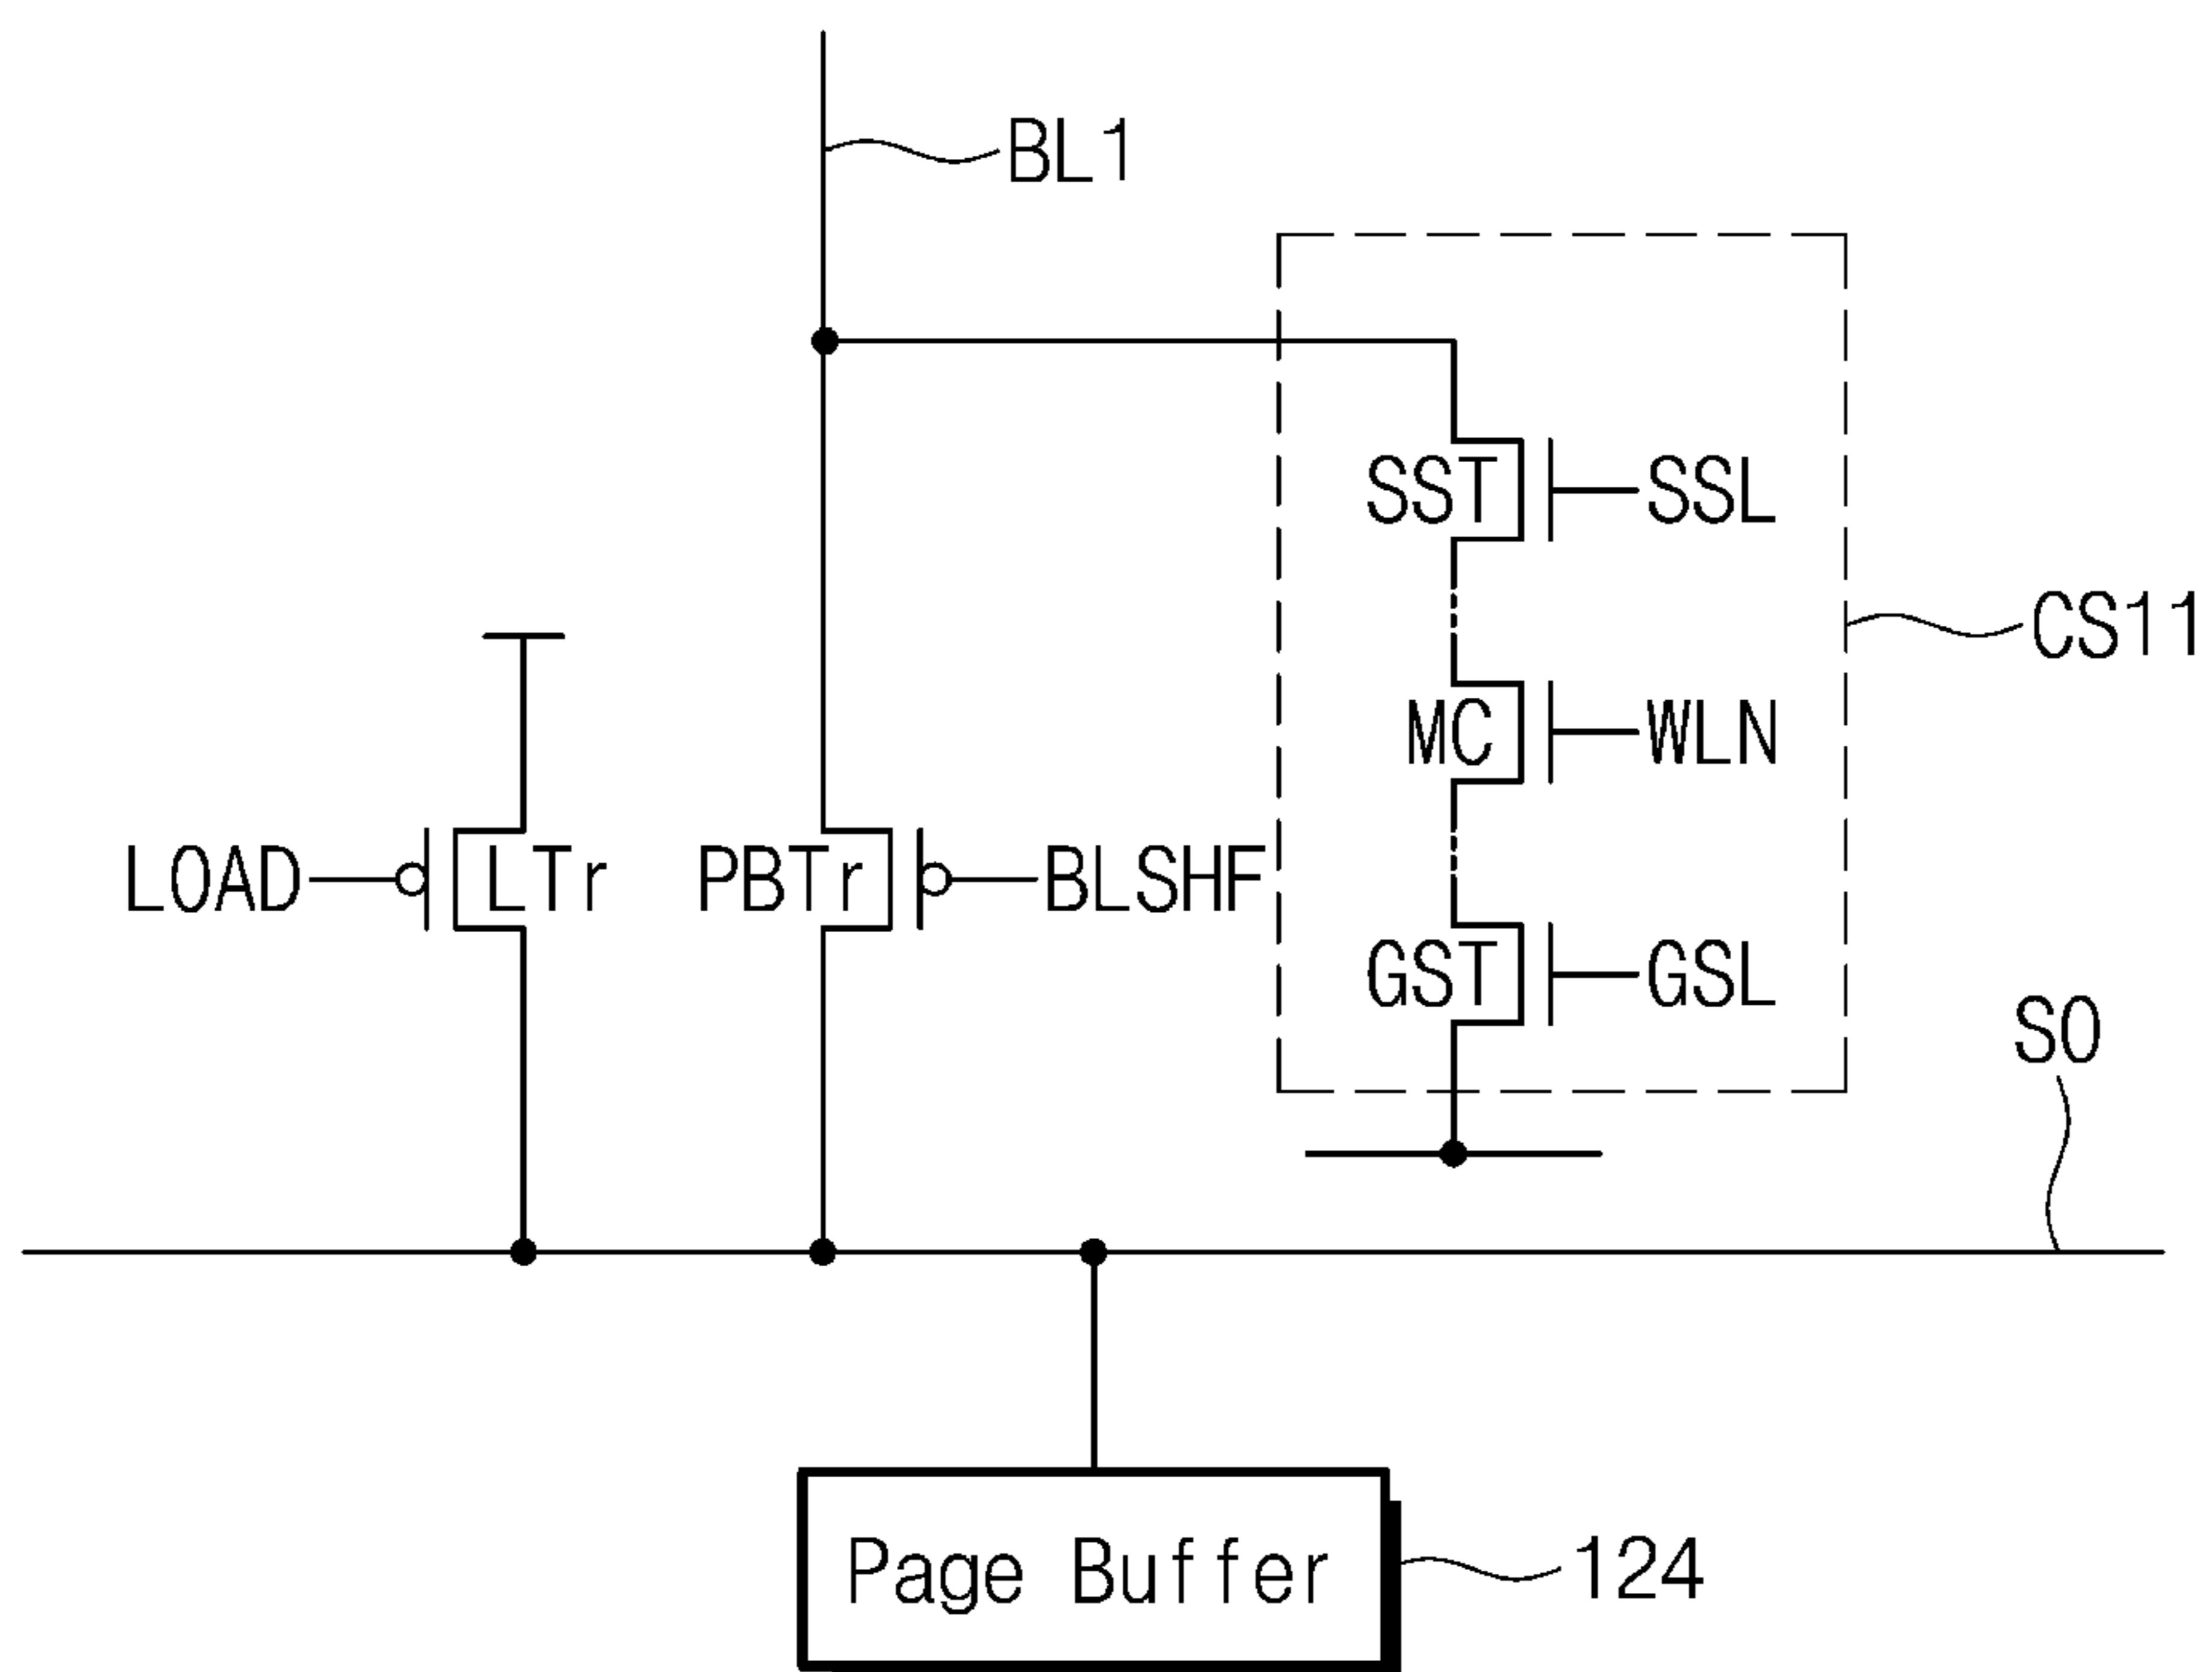 BL1
SST
SSL
CS11
MC
WLN
LOAD
LTr
PBTr
BLSHF
GST
GSL
SO
Page Buffer
124